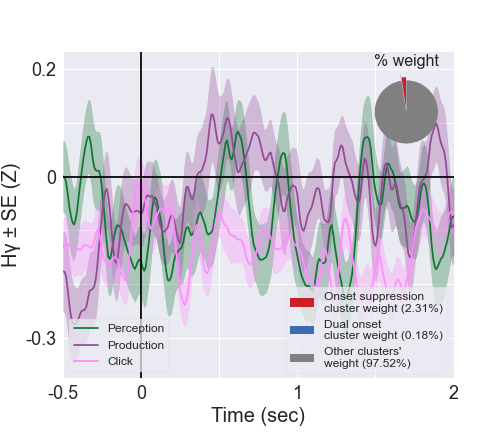 % weight
0.2
0
-0.3
Hγ ± SE (Z)
Perception
Production
Click
Onset suppression
cluster weight (2.31%)
Dual onset
cluster weight (0.18%)
Other clusters'
weight (97.52%)
-0.5
0
1
2
Time (sec)